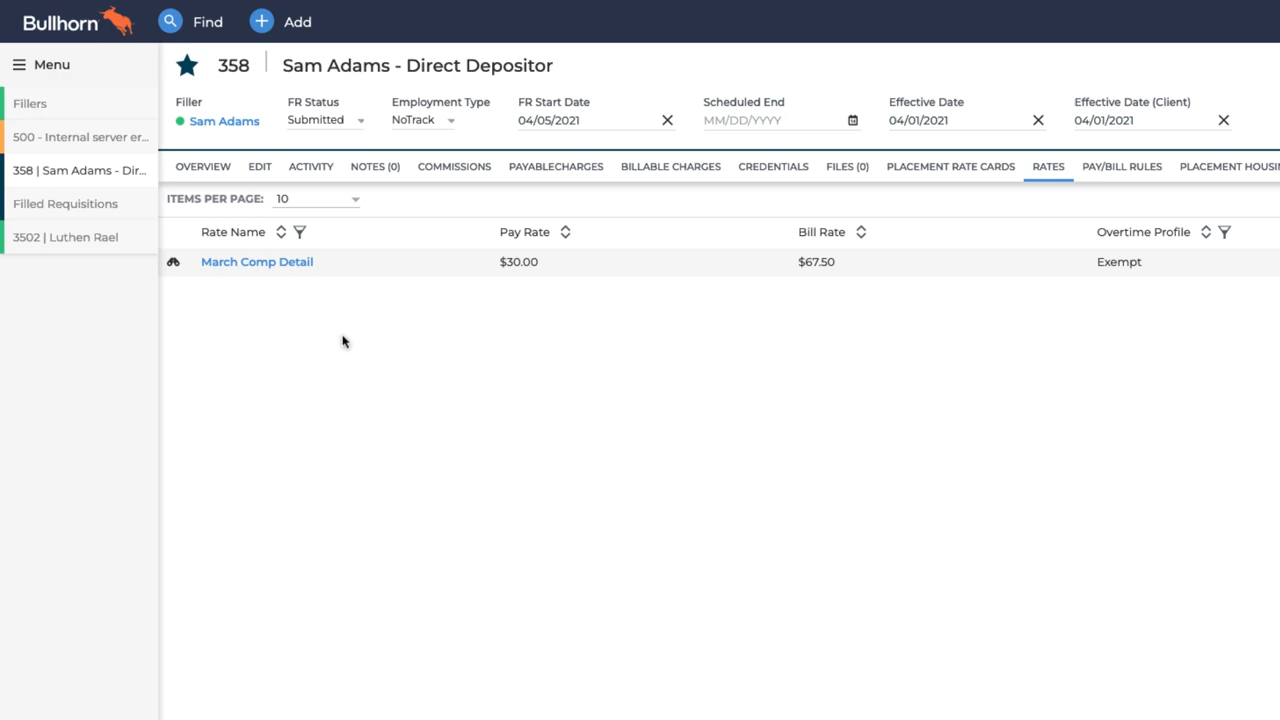 Bullhorn Find Add
Menu
Fillers
500 - Internal server er...
358 | Sam Adams - Dir...
Filled Requisitions
3502 | Luthen Rael
358 Sam Adams - Direct Depositor
Filler FR Status Employment Type FR Start Date Scheduled End Effective Date Effective Date (Client)
Sam Adams Submitted NoTrack 04/05/2021 MM/DD/YYYY 04/01/2021 04/01/2021
OVERVIEW EDIT ACTIVITY NOTES (0) COMMISSIONS PAYABLECHARGES BILLABLE CHARGES CREDENTIALS FILES (0) PLACEMENT RATE CARDS RATES PAY/BILL RULES PLACEMENT HOUSIN
ITEMS PER PAGE: 10
Rate Name Pay Rate Bill Rate Overtime Profile
March Comp Detail $30.00 $67.50 Exempt